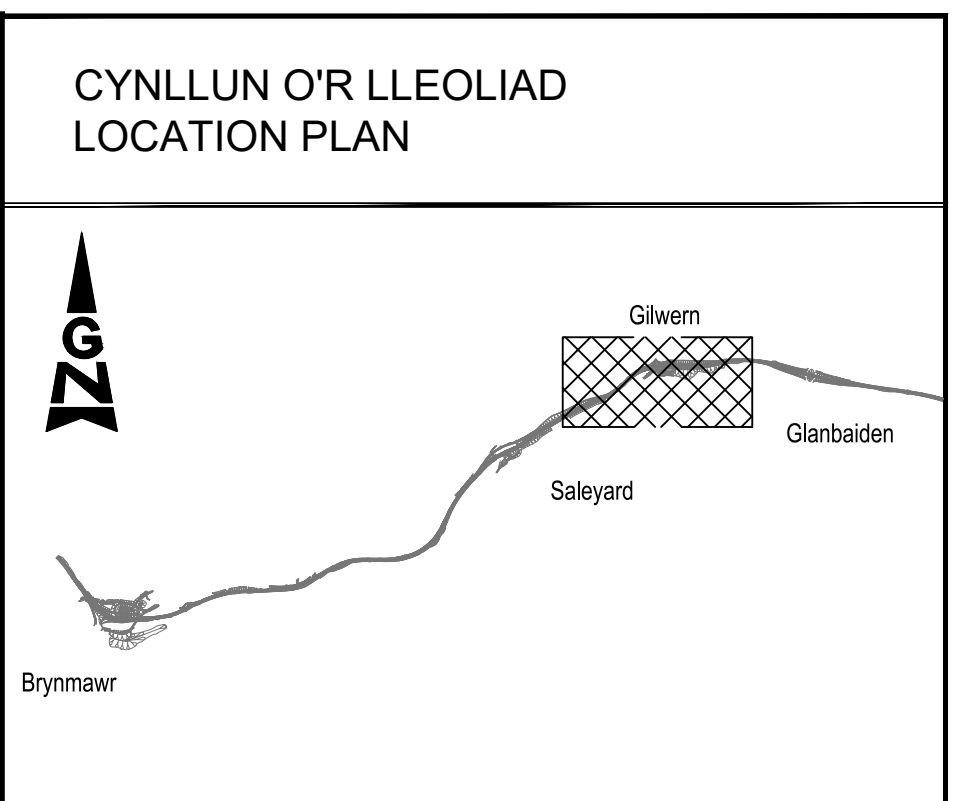 CYNLLUN O'R LLEOLIAD
LOCATION PLAN
G
N
Gilwern
Glanbaiden
Saleyard
Brynmawr